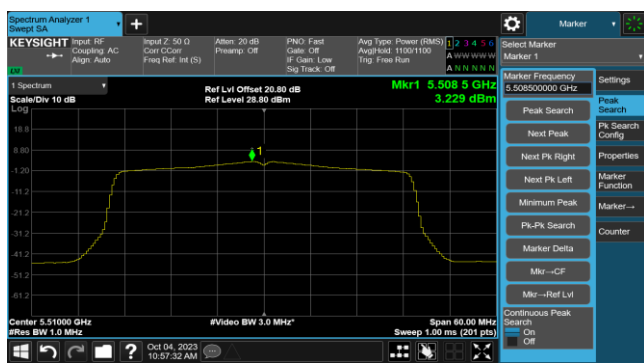 Spectrum Analyzer 1
Swept SA
Marker
KEYSIGHT
Input: RF
Coupling: AC
Align: Auto
Input Z: 50 Ω
Corr CCorr
Freq Ref: Int (S)
Atten: 20 dB
Preamp: Off
PNO: Fast
Gate: Off
IF Gain: Low
Sig Track: Off
Avg Type: Power (RMS)
Avg|Hold: 1100/1100
Trig: Free Run
1 2 3 4 5 6
A W W W W W
A N N N N N
Select Marker
Marker 1
1 Spectrum
Scale/Div 10 dB
Log
Ref Lvl Offset 20.80 dB
Ref Level 28.80 dBm
Mkr1 5.508 5 GHz
3.229 dBm
18.8
8.80
-1.20
-11.2
-21.2
-31.2
-41.2
-51.2
-61.2
1
Center 5.51000 GHz
#Res BW 1.0 MHz
#Video BW 3.0 MHz*
Span 60.00 MHz
Sweep 1.00 ms (201 pts)
Marker Frequency
5.508500000 GHz
Peak Search
Next Peak
Next Pk Right
Next Pk Left
Minimum Peak
Pk-Pk Search
Marker Delta
Mkr→CF
Mkr→Ref Lvl
Continuous Peak
Search
On
Off
Settings
Peak
Search
Pk Search
Config
Properties
Marker
Function
Marker→
Counter
?
Oct 04, 2023
10:57:32 AM